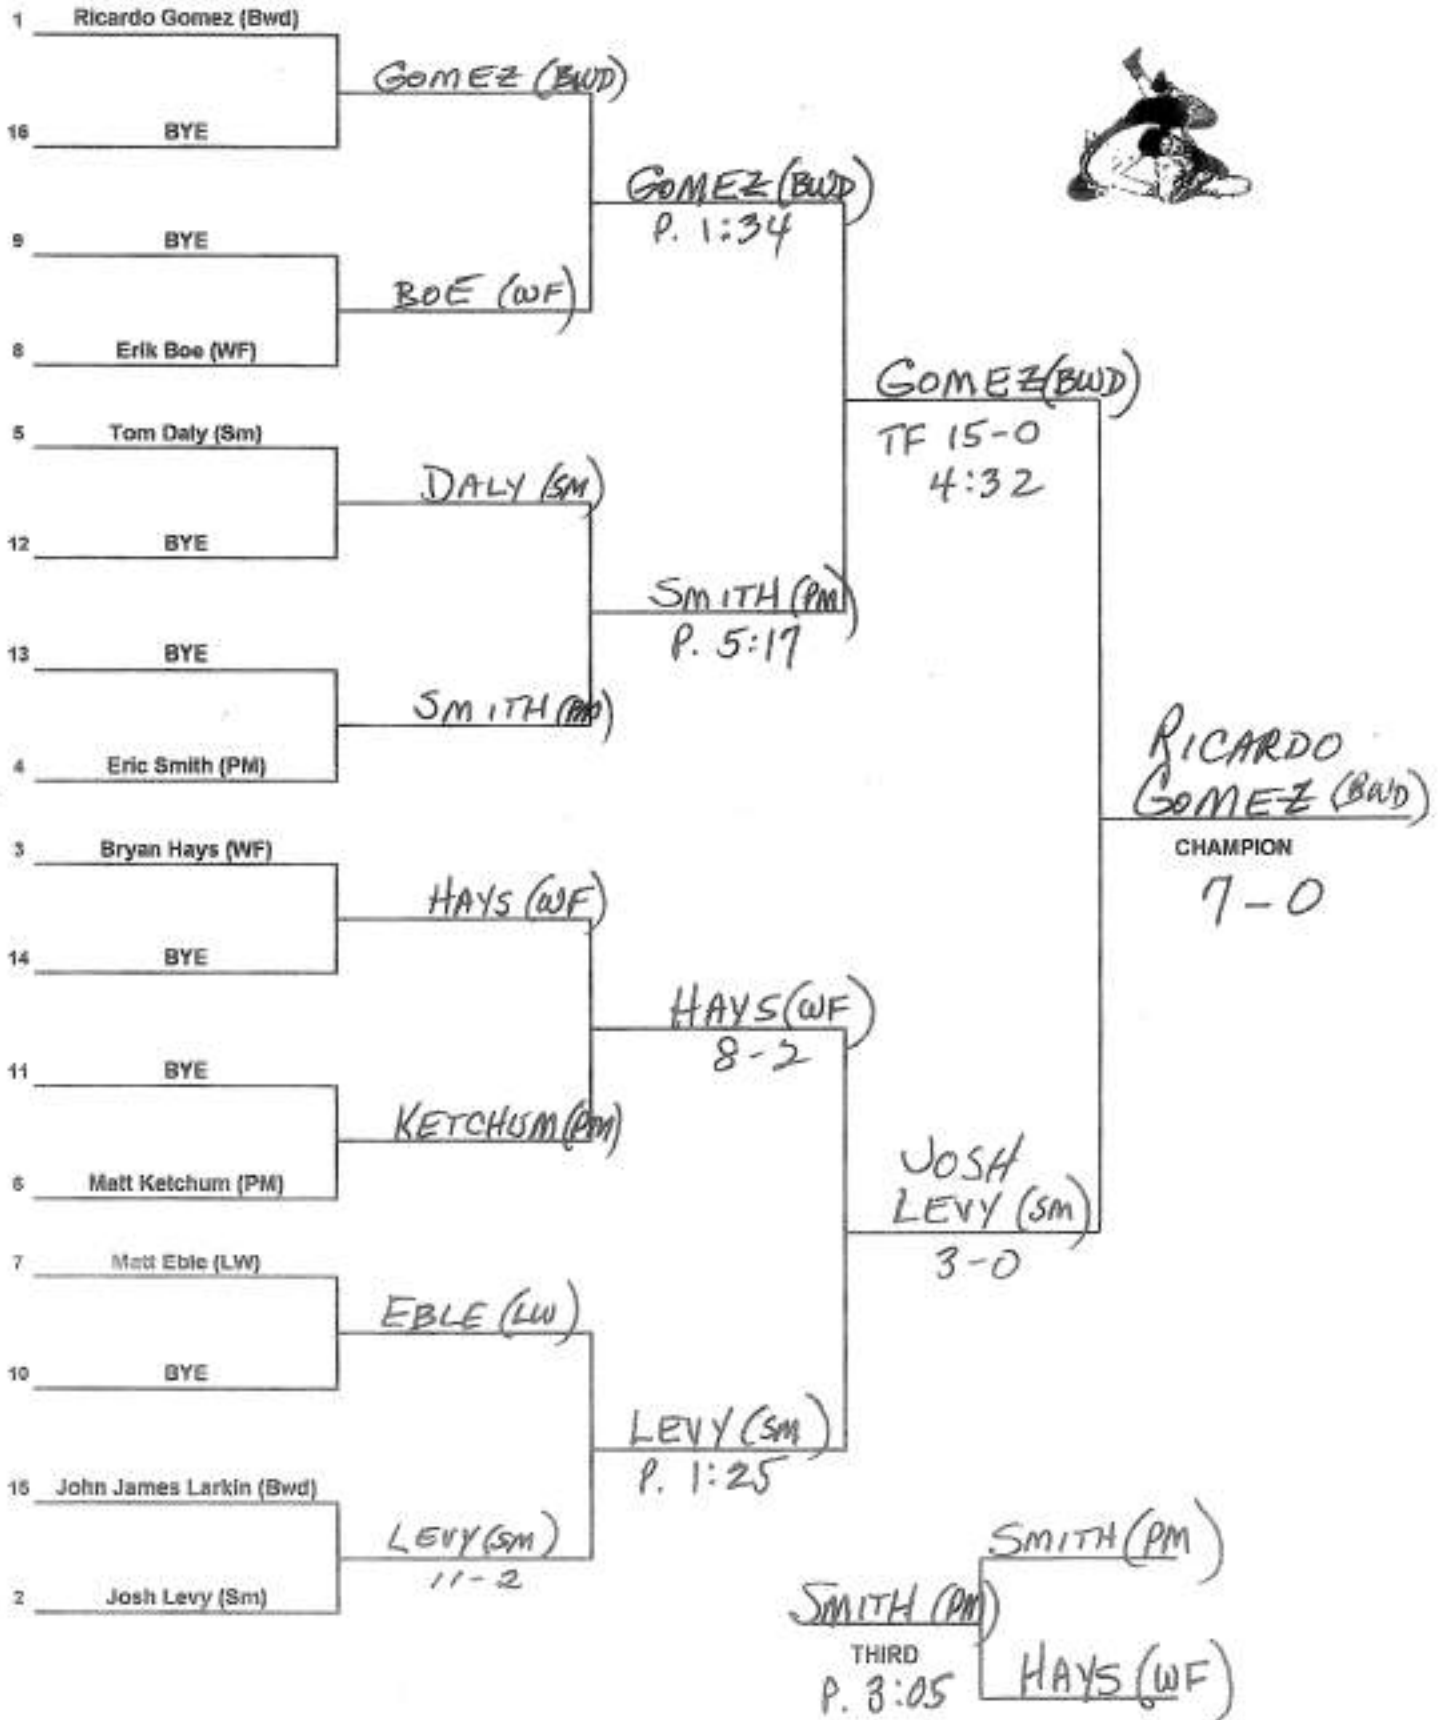 1 Ricardo Gomez (Bwd)
GOMEZ (BWD)
16 BYE
GOMEZ (BWD)
P. 1:34
9 BYE
BOE (WF)
8 Erik Boe (WF)
GOMEZ (BWD)
TF 15-0
4:32
5 Tom Daly (Sm)
DALY (SM)
12 BYE
SMITH (PM)
P. 5:17
13 BYE
SMITH (PM)
4 Eric Smith (PM)
RICARDO
GOMEZ (BWD)
CHAMPION
7-0
3 Bryan Hays (WF)
HAYS (WF)
14 BYE
HAYS (WF)
8-2
11 BYE
KETCHUM (PM)
6 Matt Ketchum (PM)
JOSH
LEVY (SM)
3-0
7 Matt Eble (LW)
EBLE (LW)
10 BYE
LEVY (SM)
P. 1:25
15 John James Larkin (Bwd)
LEVY (SM)
11-2
2 Josh Levy (Sm)
SMITH (PM)
SMITH (PM)
THIRD
P. 3:05
HAYS (WF)